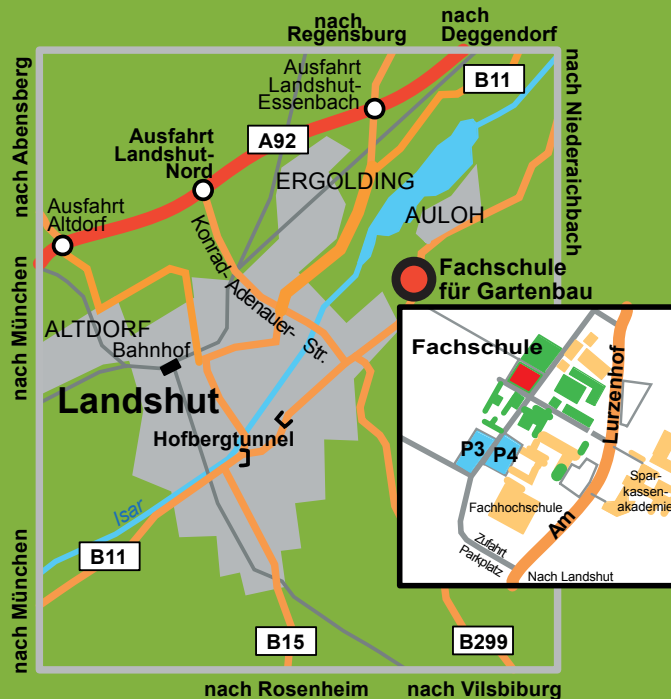 nach
Regensburg
nach
Deggendorf
nach Abensberg
nach Niederaichbach
Ausfahrt
Landshut-
Essenbach
B11
Ausfahrt
Landshut-
Nord
A92
ERGOLDING
AULOH
Ausfahrt
Altdorf
Konrad-Adenauer-Str.
Fachschule
für Gartenbau
nach München
ALTDORF
Bahnhof
Landshut
Hofbergtunnel
Isar
B11
nach München
B15
B299
nach Rosenheim
nach Vilsbiburg
Fachschule
Am Lurzenhof
P3
P4
Spar-
kassen-
akademie
Fachhochschule
Zufahrt
Parkplatz
Nach Landshut